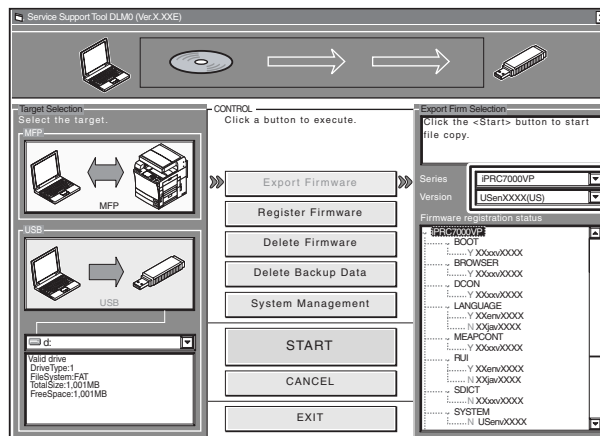 Service Support Tool DLM0 (Ver.X.XXE)
Target Selection
Select the target.
MFP
MFP
USB
USB
d:
Valid drive
DriveType:1
FileSystem:FAT
TotalSize:1,001MB
FreeSpace:1,001MB
CONTROL
Click a button to execute.
Export Firmware
Register Firmware
Delete Firmware
Delete Backup Data
System Management
START
CANCEL
EXIT
Export Firm Selection
Click the <Start> button to start
file copy.
Series iPRC7000VP
Version USenXXXX(US)
Firmware registration status
iPRC7000VP
BOOT
Y XXxxvXXXX
BROWSER
Y XXxxvXXXX
DCON
Y XXxxvXXXX
LANGUAGE
Y XXenvXXXX
N XXjavXXXX
MEAPCONT
Y XXxxvXXXX
RUI
Y XXenvXXXX
N XXjavXXXX
SDICT
N XXxxvXXXX
SYSTEM
N USenvXXXX